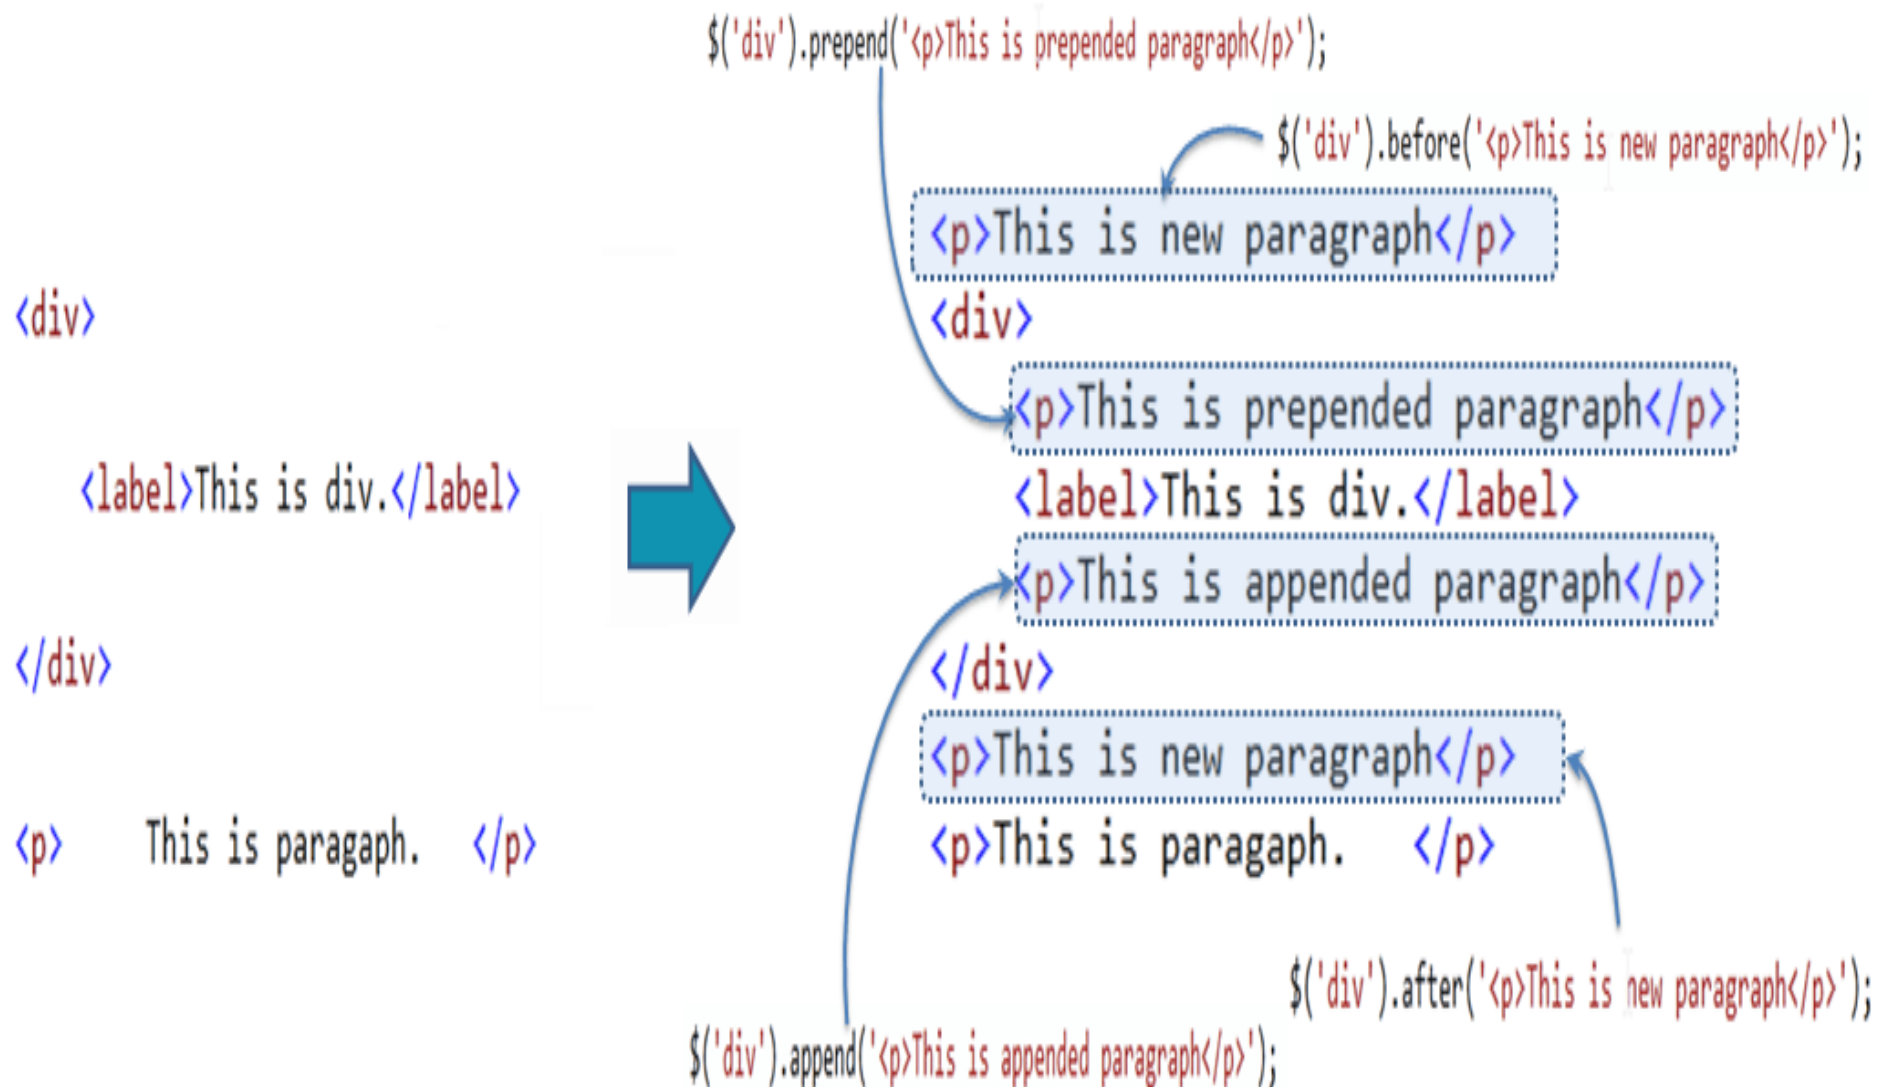 $('div').prepend('<p>This is prepended paragraph</p>');
$('div').before('<p>This is new paragraph</p>');
<div>
<label>This is div.</label>
</div>
<p> This is paragaph. </p>
<p>This is new paragraph</p>
<div>
<p>This is prepended paragraph</p>
<label>This is div.</label>
<p>This is appended paragraph</p>
</div>
<p>This is new paragraph</p>
<p>This is paragaph. </p>
$('div').after('<p>This is new paragraph</p>');
$('div').append('<p>This is appended paragraph</p>');